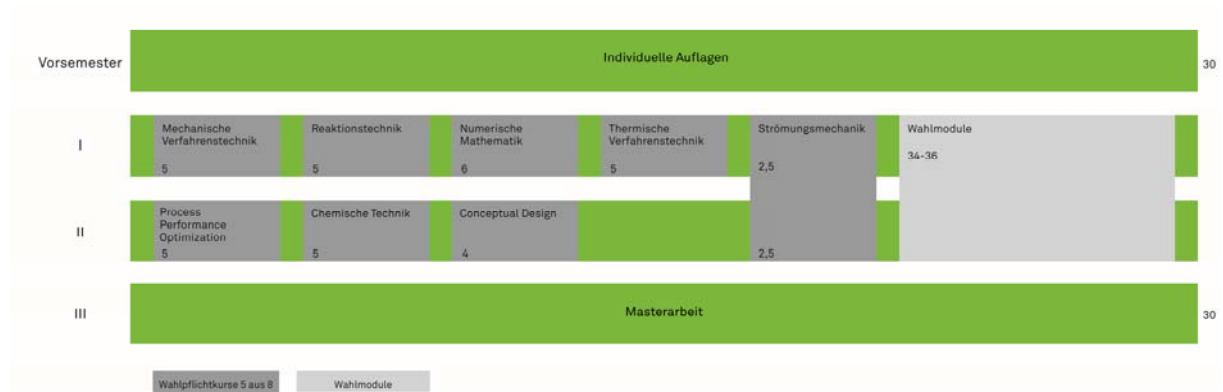 Vorsemester
Individuelle Auflagen
30
I
Mechanische
Verfahrenstechnik
5
Reaktionstechnik
5
Numerische
Mathematik
6
Thermische
Verfahrenstechnik
5
Strömungsmechanik
2,5
Wahlmodule
34-36
II
Process
Performance
Optimization
5
Chemische Technik
5
Conceptual Design
4
2,5
III
Masterarbeit
30
Wahlpflichtkurse 5 aus 8
Wahlmodule